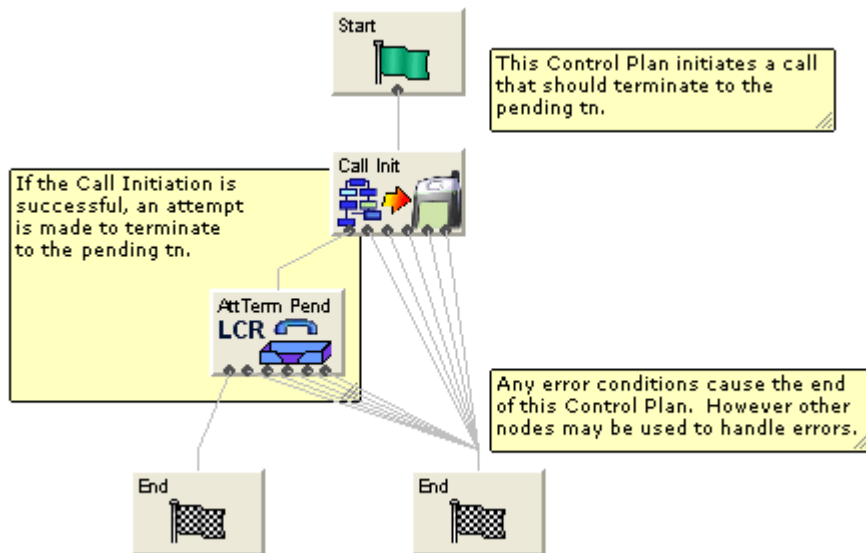 Start
This Control Plan initiates a call
that should terminate to the
pending tn.
Call Init
If the Call Initiation is
successful, an attempt
is made to terminate
to the pending tn.
AttTerm Pend
LCR
Any error conditions cause the end
of this Control Plan.  However other
nodes may be used to handle errors.
End
End